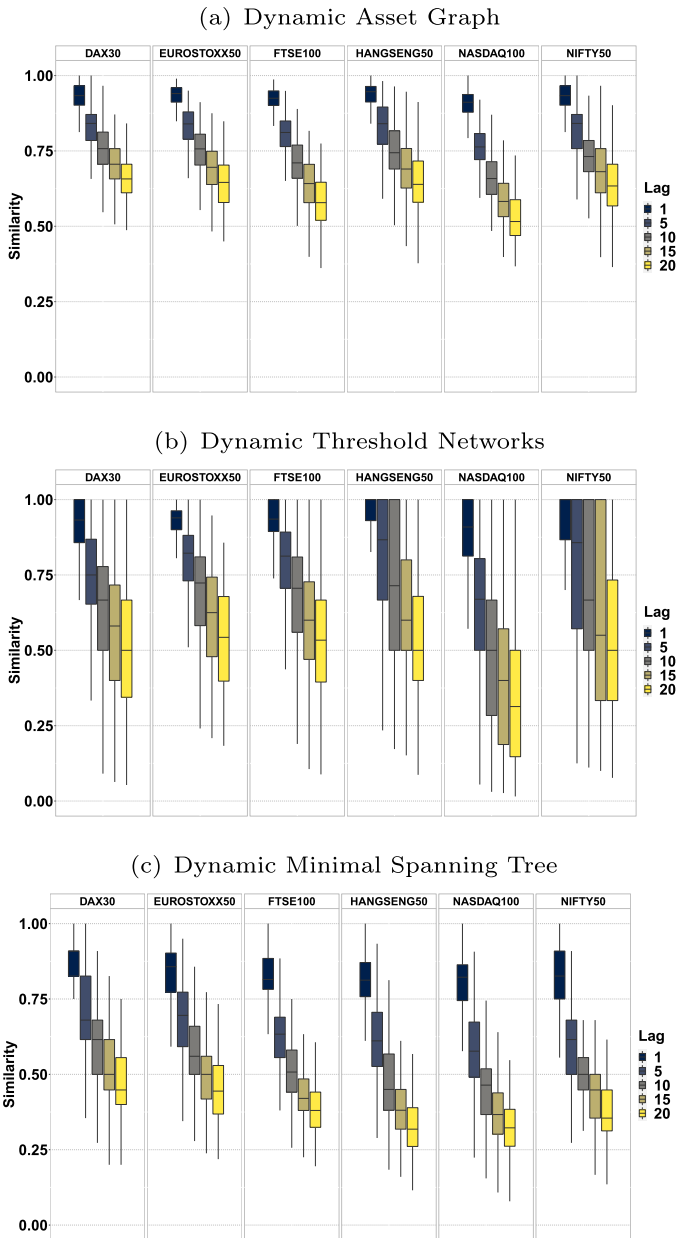 (a) Dynamic Asset Graph
DAX30 EUROSTOXX50 FTSE100 HANGSENG50 NASDAQ100 NIFTY50
1.00
0.75
0.50
0.25
0.00
Similarity
Lag
1
5
10
15
20
(b) Dynamic Threshold Networks
DAX30 EUROSTOXX50 FTSE100 HANGSENG50 NASDAQ100 NIFTY50
1.00
0.75
0.50
0.25
0.00
Similarity
Lag
1
5
10
15
20
(c) Dynamic Minimal Spanning Tree
DAX30 EUROSTOXX50 FTSE100 HANGSENG50 NASDAQ100 NIFTY50
1.00
0.75
0.50
0.25
0.00
Similarity
Lag
1
5
10
15
20